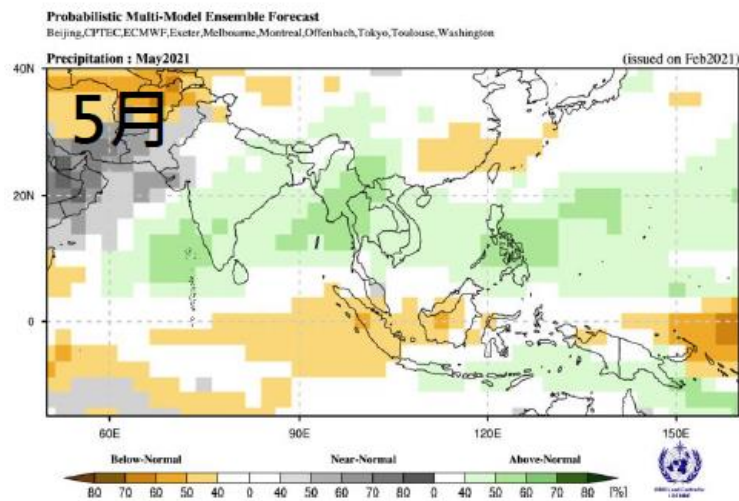 Probabilistic Multi-Model Ensemble Forecast
Beijing,CPTEC,ECMWF,Exeter,Melbourne,Montreal,Offenbach,Tokyo,Toulouse,Washington
Precipitation : May2021 (issued on Feb2021)
40N
5月
20N
0
60E 90E 120E 150E
Below-Normal Near-Normal Above-Normal
80 70 60 50 40 0 40 50 60 70 80 0 40 50 60 70 80 [%]